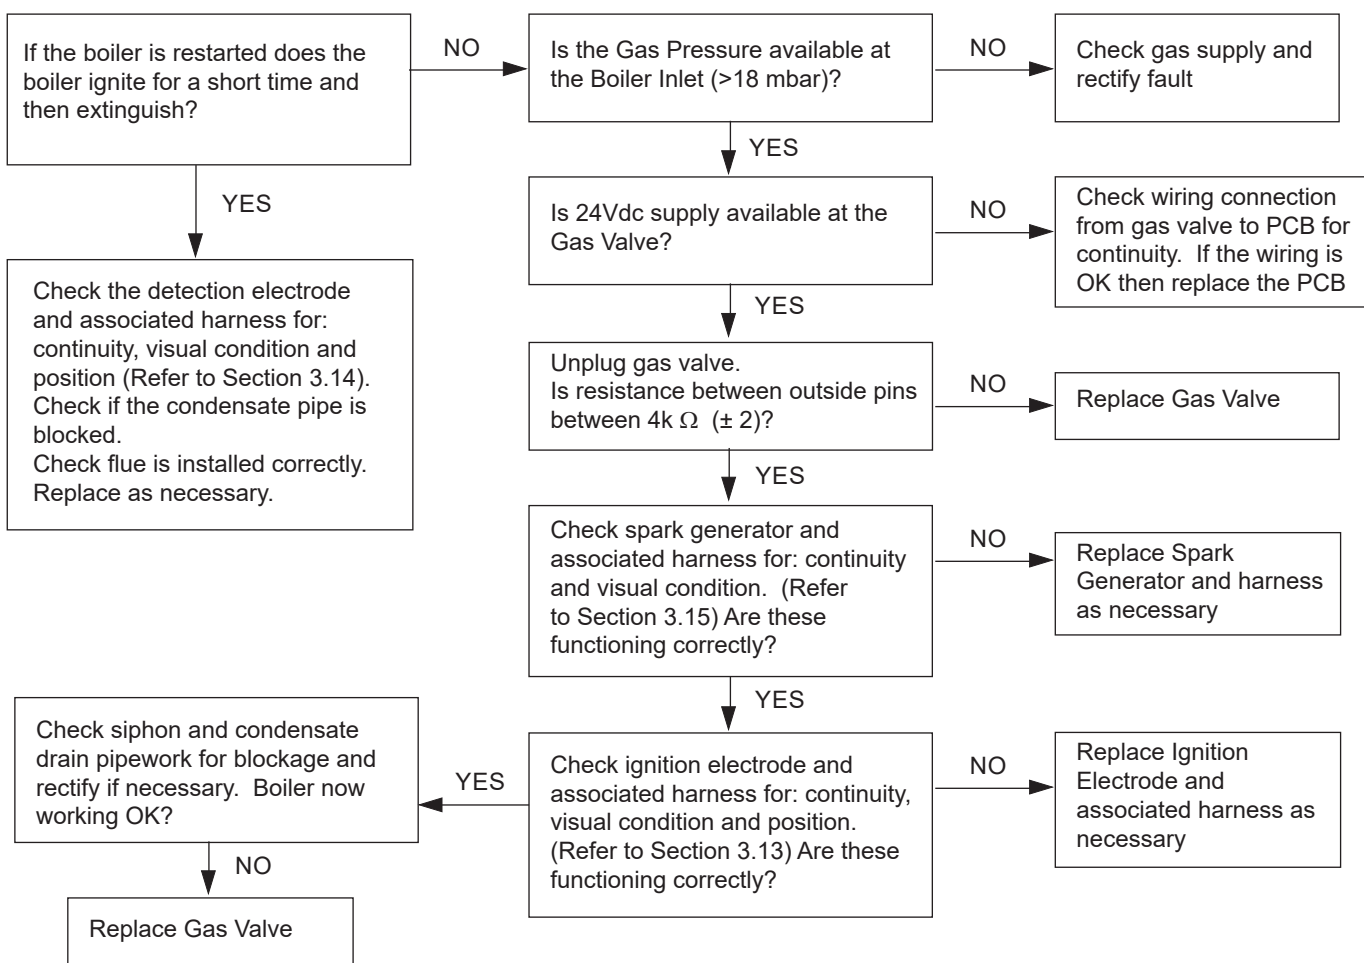 If the boiler is restarted does the
boiler ignite for a short time and
then extinguish?
NO
Is the Gas Pressure available at
the Boiler Inlet (>18 mbar)?
NO
Check gas supply and
rectify fault
YES
YES
Is 24Vdc supply available at the
Gas Valve?
NO
Check wiring connection
from gas valve to PCB for
continuity.  If the wiring is
OK then replace the PCB
Check the detection electrode
and associated harness for:
continuity, visual condition and
position (Refer to Section 3.14).
Check if the condensate pipe is
blocked.
Check flue is installed correctly.
Replace as necessary.
YES
Unplug gas valve.
Is resistance between outside pins
between 4k Ω  (± 2)?
NO
Replace Gas Valve
YES
Check spark generator and
associated harness for: continuity
and visual condition.  (Refer
to Section 3.15) Are these
functioning correctly?
NO
Replace Spark
Generator and harness
as necessary
YES
Check ignition electrode and
associated harness for: continuity,
visual condition and position.
(Refer to Section 3.13) Are these
functioning correctly?
NO
Replace Ignition
Electrode and
associated harness as
necessary
YES
Check siphon and condensate
drain pipework for blockage and
rectify if necessary.  Boiler now
working OK?
NO
Replace Gas Valve